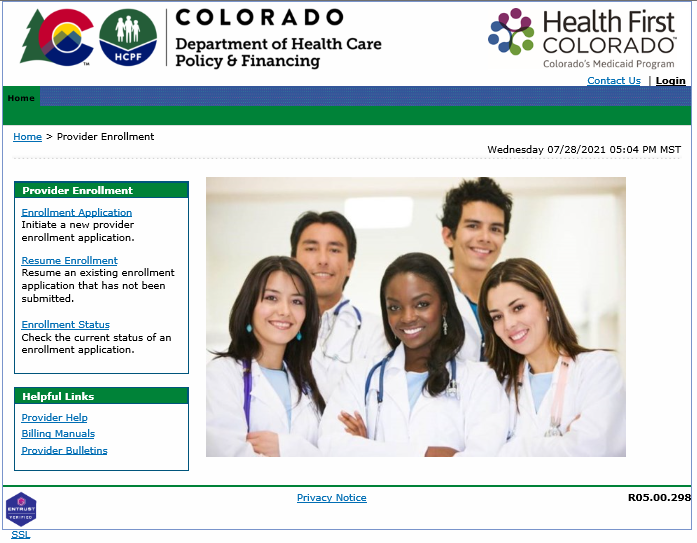 COLORADO
Department of Health Care
Policy & Financing
HCPF
TM
Health First
COLORADO
Colorado's Medicaid Program
Contact Us | Login
Home
Home > Provider Enrollment
Wednesday 07/28/2021 05:04 PM MST
Provider Enrollment
Enrollment Application
Initiate a new provider
enrollment application.
Resume Enrollment
Resume an existing enrollment
application that has not been
submitted.
Enrollment Status
Check the current status of an
enrollment application.
Helpful Links
Provider Help
Billing Manuals
Provider Bulletins
ENTRUST
VERIFIED
SSL
Privacy Notice
R05.00.298